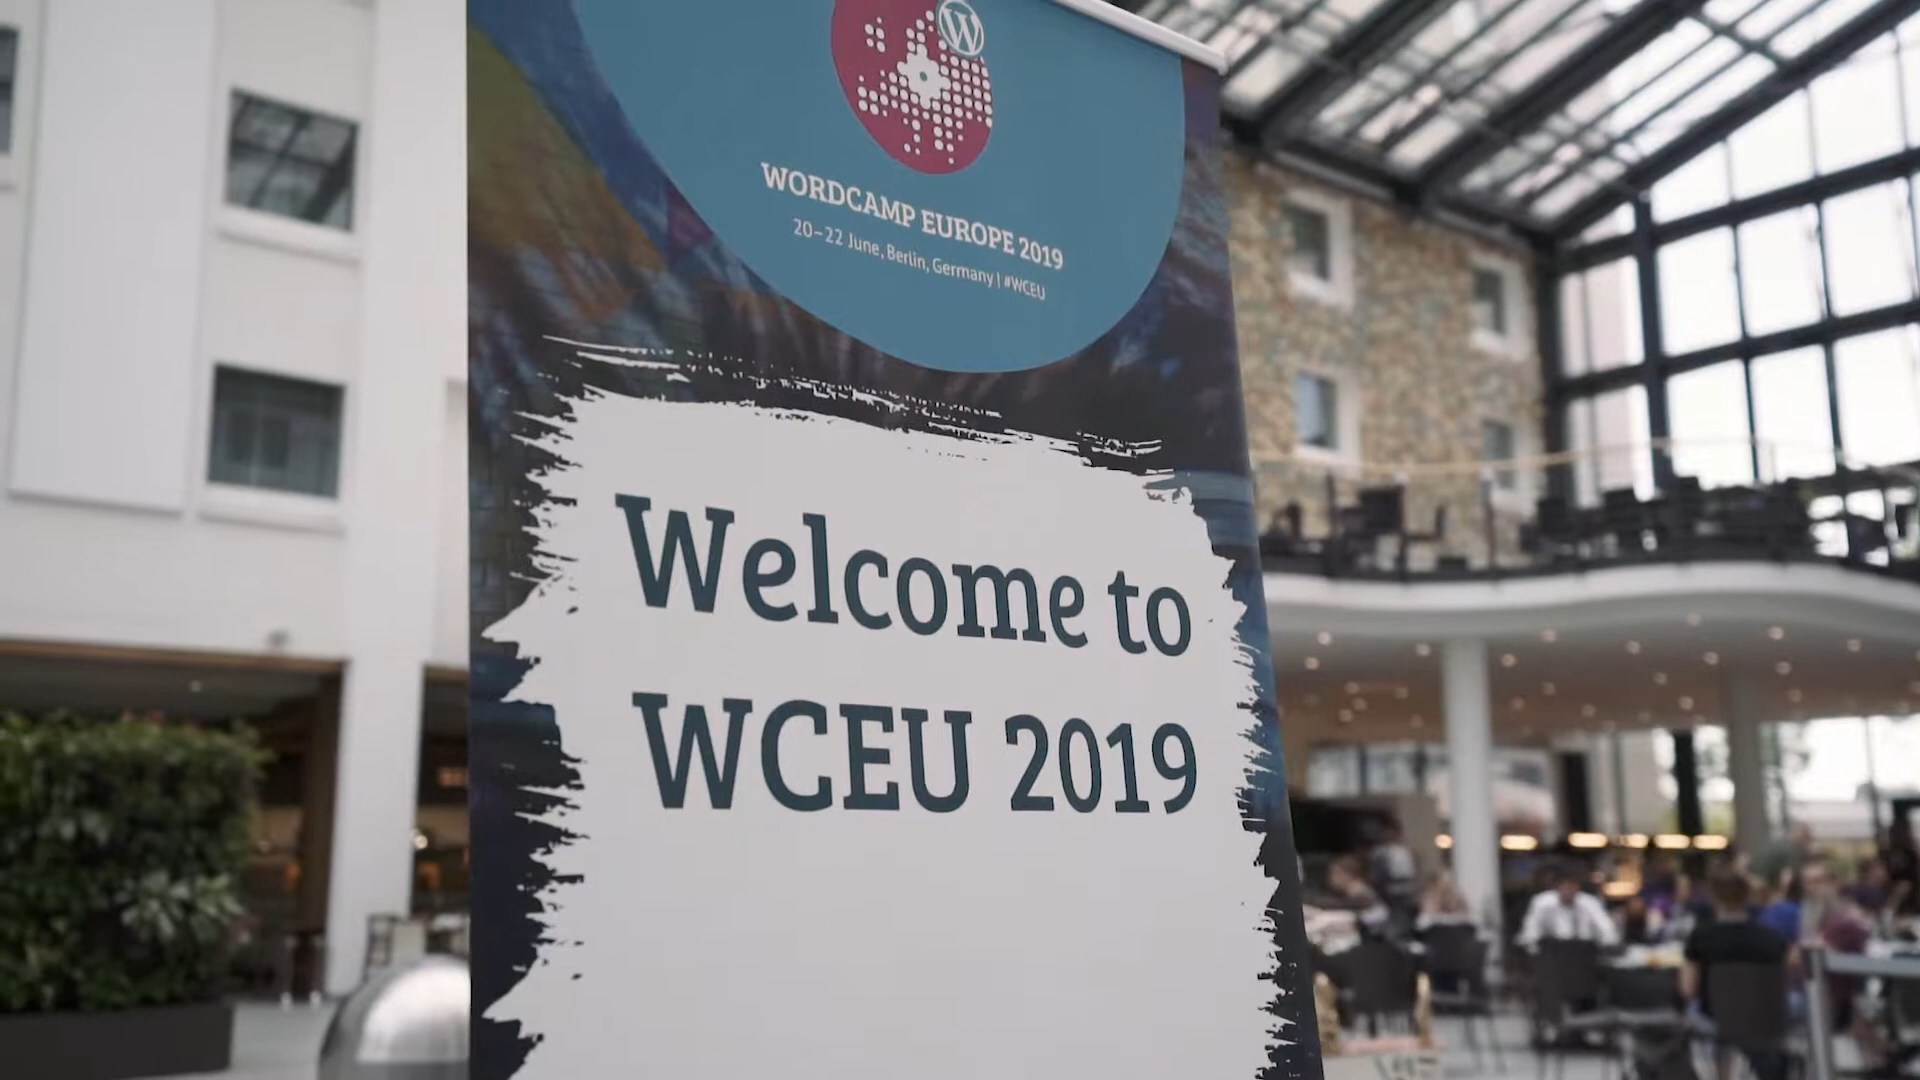 W
WORDCAMP EUROPE 2019
20–22 June, Berlin, Germany | #WCEU
Welcome to
WCEU 2019